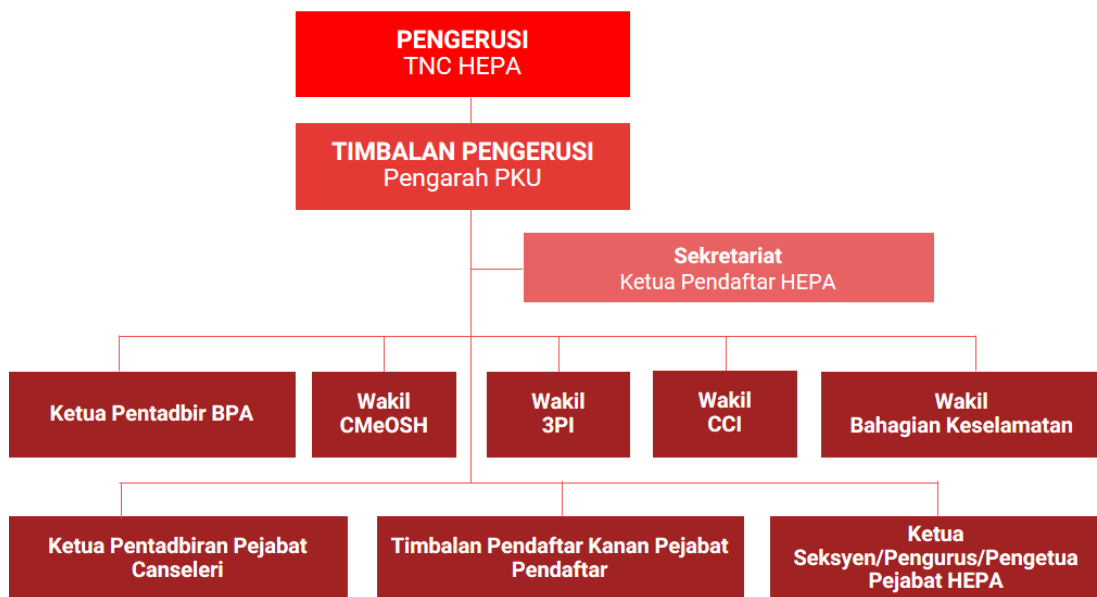 PENGERUSI
TNC HEPA
TIMBALAN PENGERUSI
Pengarah PKU
Sekretariat
Ketua Pendaftar HEPA
Ketua Pentadbir BPA
Wakil
CMeOSH
Wakil
3PI
Wakil
CCI
Wakil
Bahagian Keselamatan
Ketua Pentadbiran Pejabat
Canseleri
Timbalan Pendaftar Kanan Pejabat
Pendaftar
Ketua
Seksyen/Pengurus/Pengetua
Pejabat HEPA